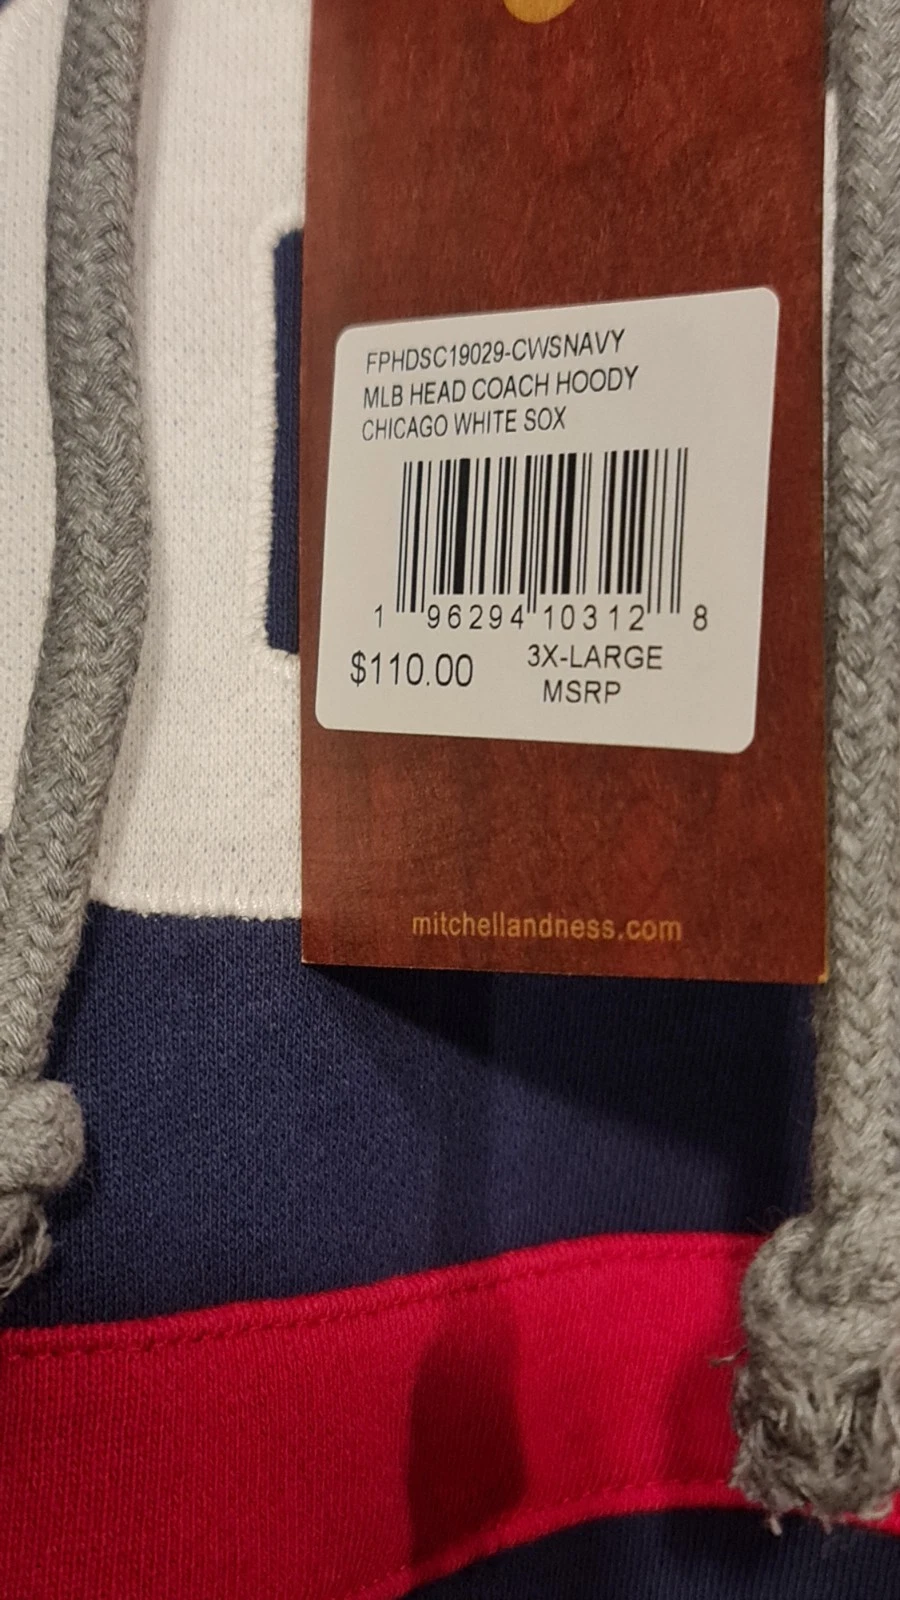 FPHDSC19029-CWSNAVY
MLB HEAD COACH HOODY
CHICAGO WHITE SOX
1 96294 10312 8
$110.00 3X-LARGE
MSRP
mitchellandness.com